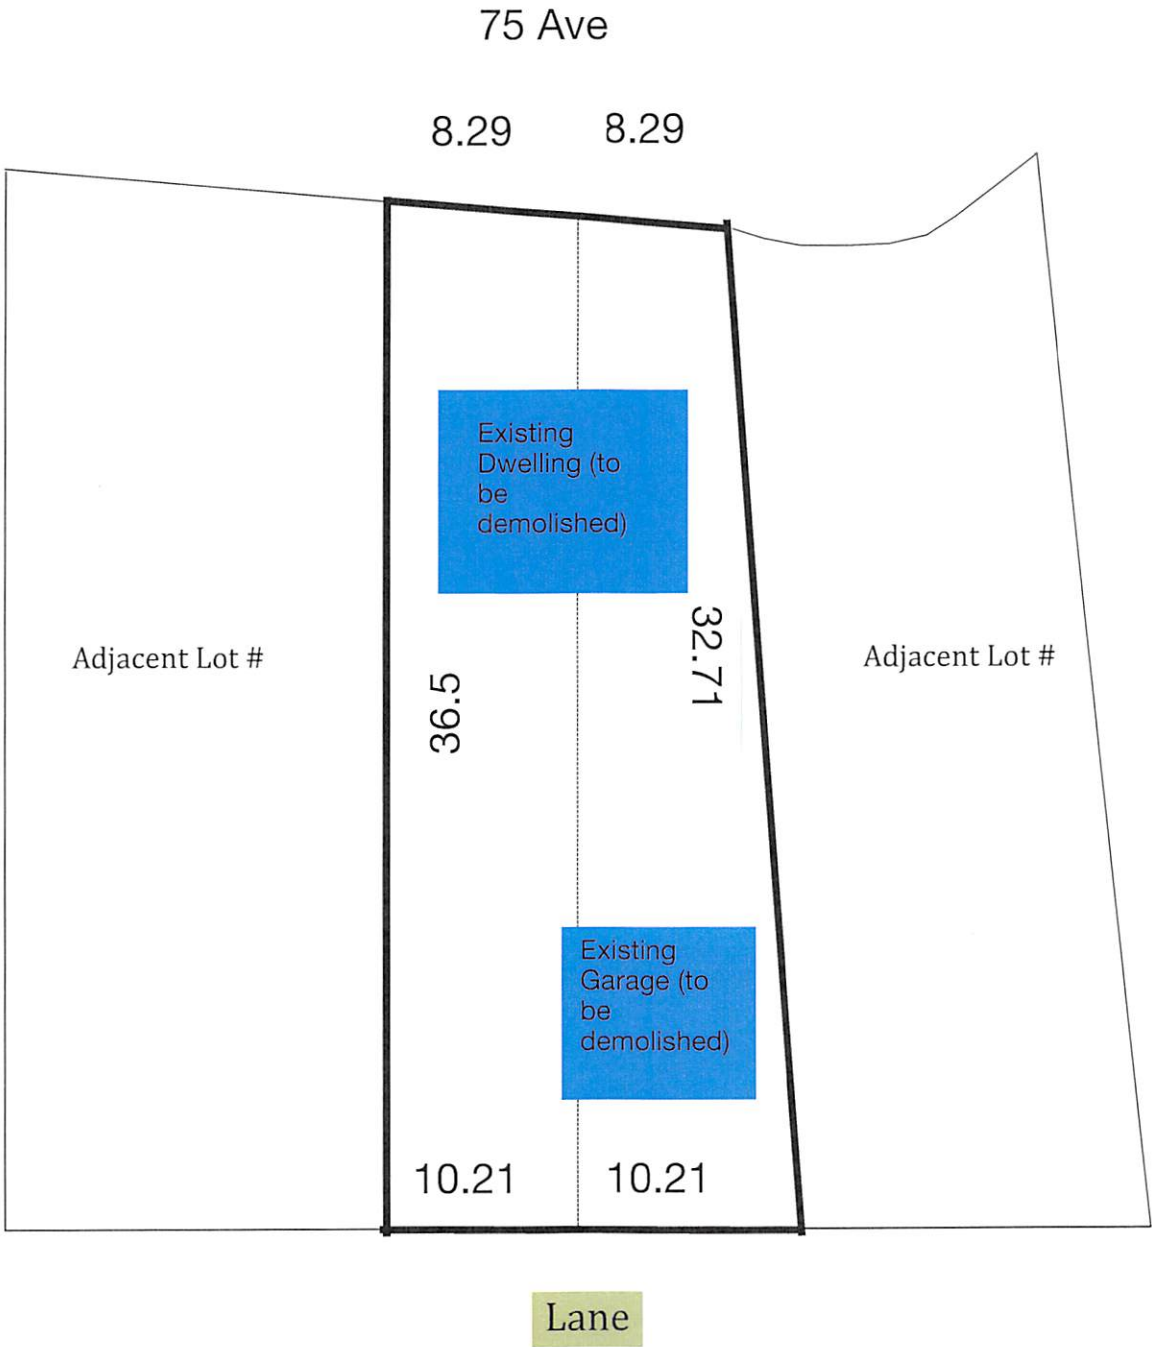 75 Ave
8.29 8.29
Existing
Dwelling (to
be
demolished)
32.71
Adjacent Lot #
36.5
Adjacent Lot #
Existing
Garage (to
be
demolished)
10.21 10.21
Lane